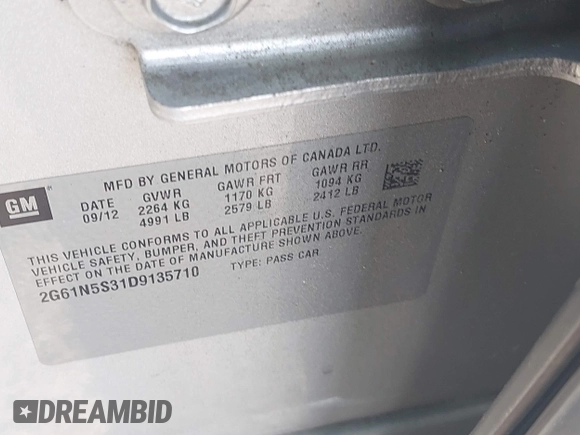 MFD BY GENERAL MOTORS OF CANADA LTD.
GM
DATE GVWR GAWR FRT GAWR RR
09/12 2264 KG 1170 KG 1094 KG
4991 LB 2579 LB 2412 LB
THIS VEHICLE CONFORMS TO ALL APPLICABLE U.S. FEDERAL MOTOR
VEHICLE SAFETY, BUMPER, AND THEFT PREVENTION STANDARDS IN
EFFECT ON THE DATE OF MANUFACTURE SHOWN ABOVE.
2G61N5S31D9135710 TYPE: PASS CAR
DREAMBID